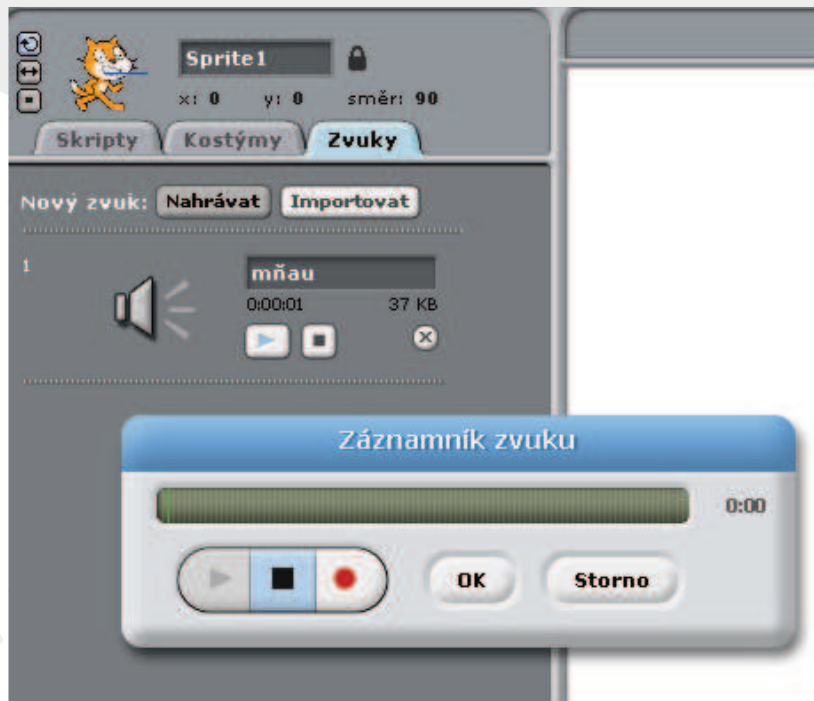 Sprite1
x: 0 y: 0 směr: 90
Skripty Kostýmy Zvuky
Nový zvuk: Nahrávat Importovat
1
mňau
0:00:01 37 KB
Záznamník zvuku
0:00
OK Storno